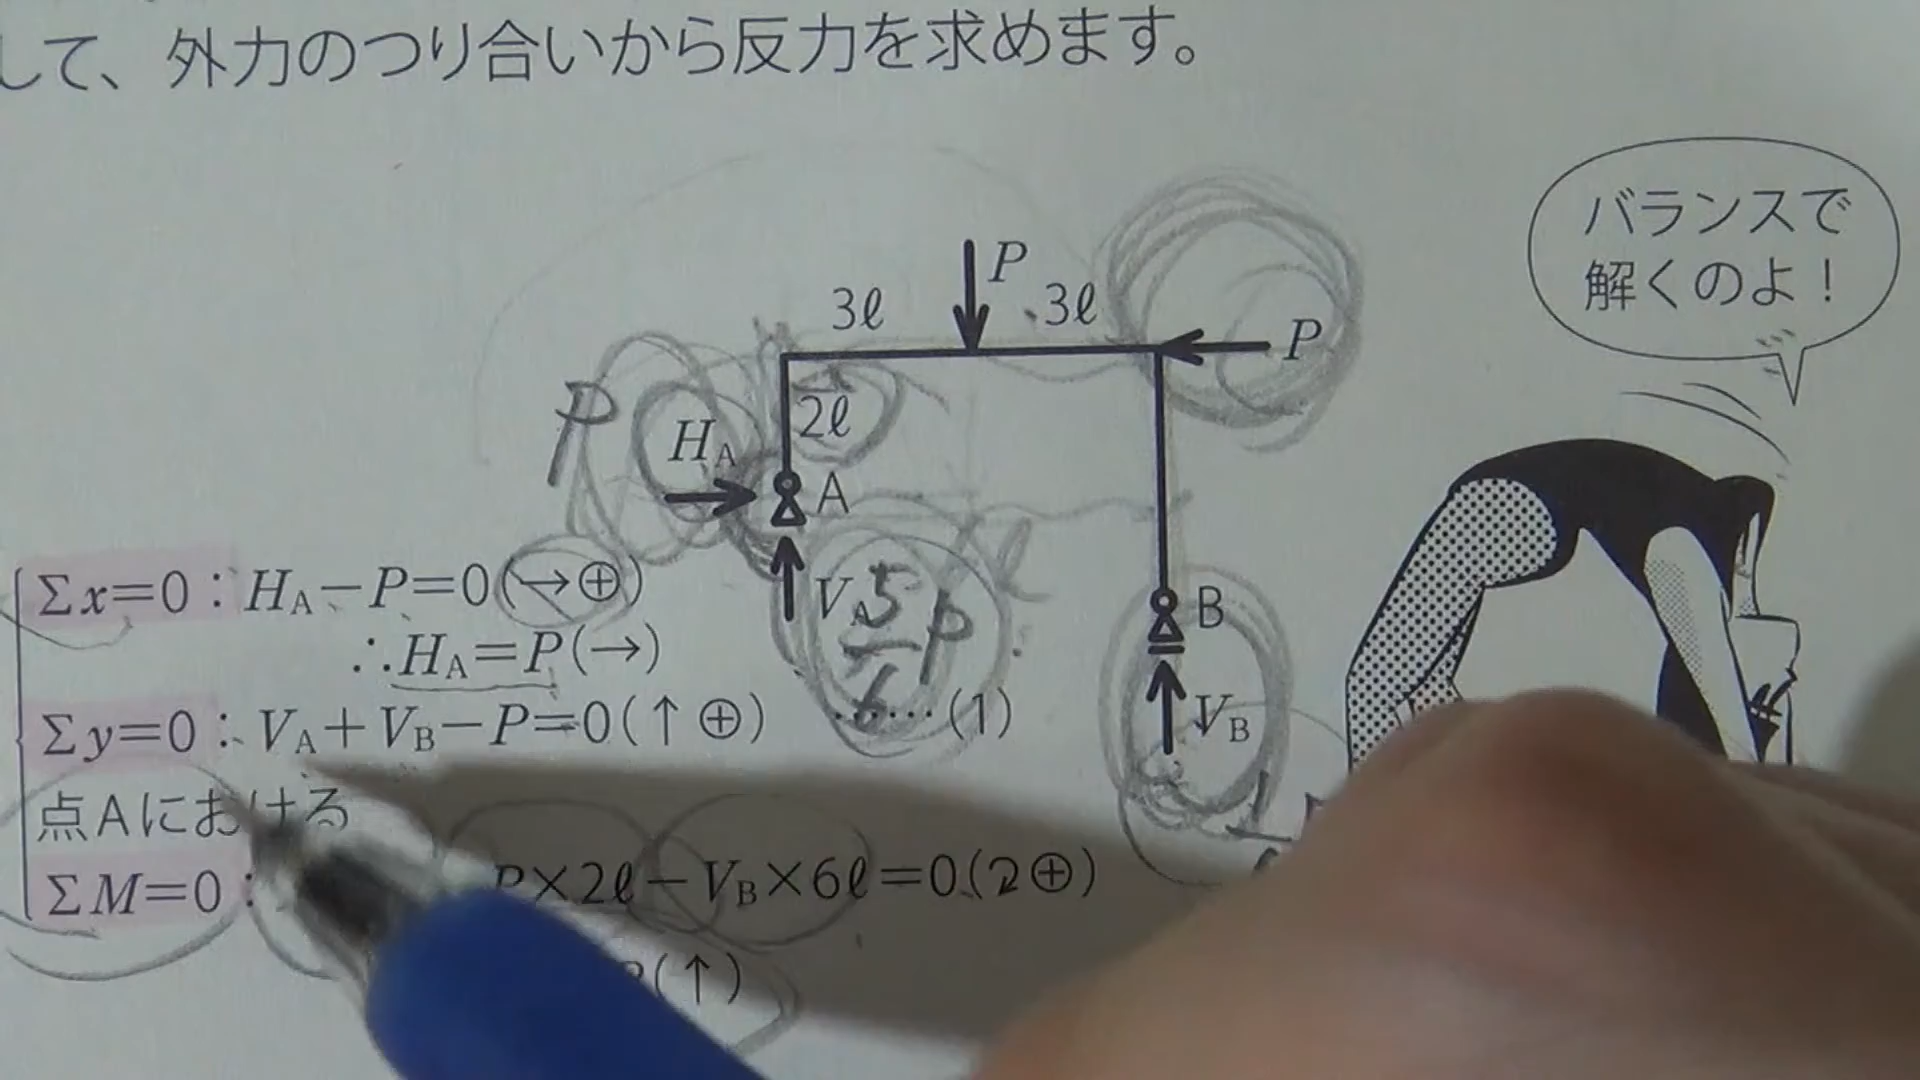 して、外力のつり合いから反力を求めます。
バランスで
解くのよ！
P
3ℓ
3ℓ
P
P
2ℓ
HA
A
VA
5/6 P
ℓ
B
VB
Σx=0：HA−P=0(→⊕)
∴HA=P(→)
Σy=0：VA+VB−P=0(↑⊕) ……(1)
点Aにおける
ΣM=0：
P×2ℓ−VB×6ℓ=0(⊕)
(↑)